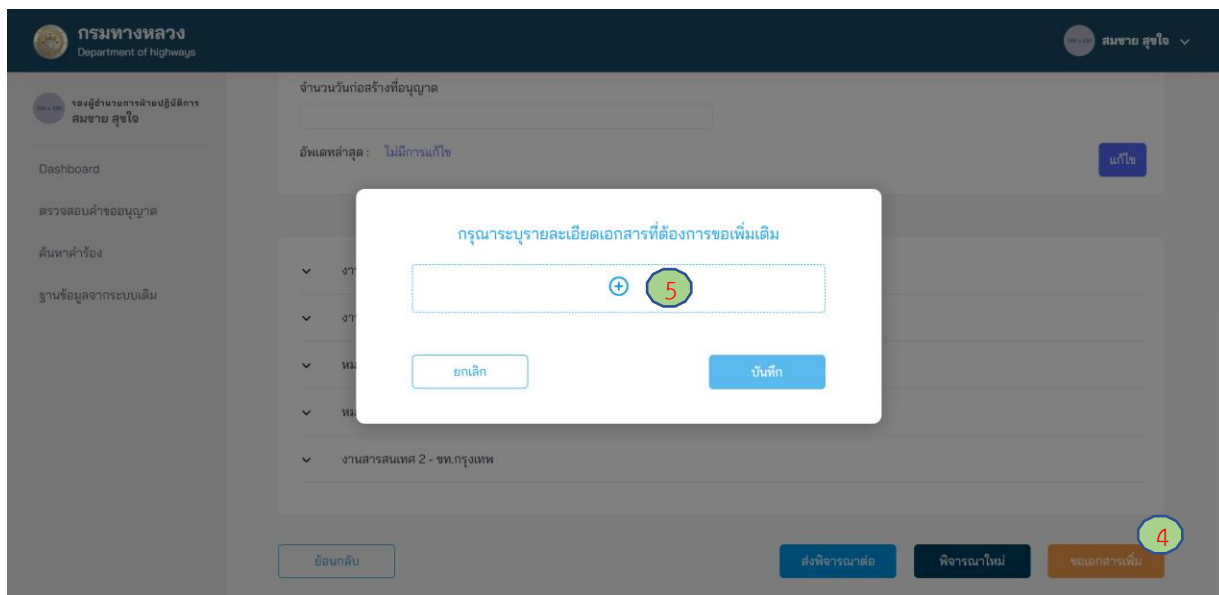 กรมทางหลวง
Department of highways
สมชาย สุขใจ
รองผู้อำนวยการฝ่ายปฏิบัติการ
สมชาย สุขใจ
Dashboard
ตรวจสอบคำขออนุญาต
ค้นหาคำร้อง
ฐานข้อมูลจากระบบเดิม
จำนวนวันก่อสร้างที่อนุญาต
อัพเดทล่าสุด : ไม่มีการแก้ไข
แก้ไข
กรุณาระบุรายละเอียดเอกสารที่ต้องการขอเพิ่มเติม
5
ยกเลิก
บันทึก
งานสารสนเทศ 2 - ขท.กรุงเทพ
4
ย้อนกลับ
ส่งพิจารณาต่อ
พิจารณาใหม่
ขอเอกสารเพิ่ม